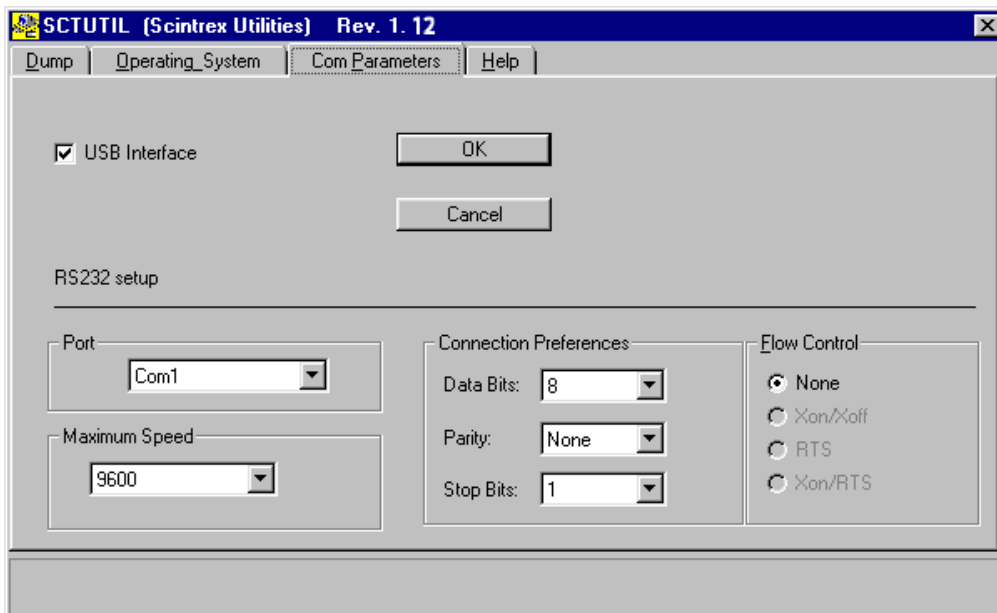 SCTUTIL (Scintrex Utilities) Rev. 1. 12
Dump Operating_System Com Parameters Help
USB Interface
OK
Cancel
RS232 setup
Port
Com1
Maximum Speed
9600
Connection Preferences
Data Bits: 8
Parity: None
Stop Bits: 1
Flow Control
None
Xon/Xoff
RTS
Xon/RTS